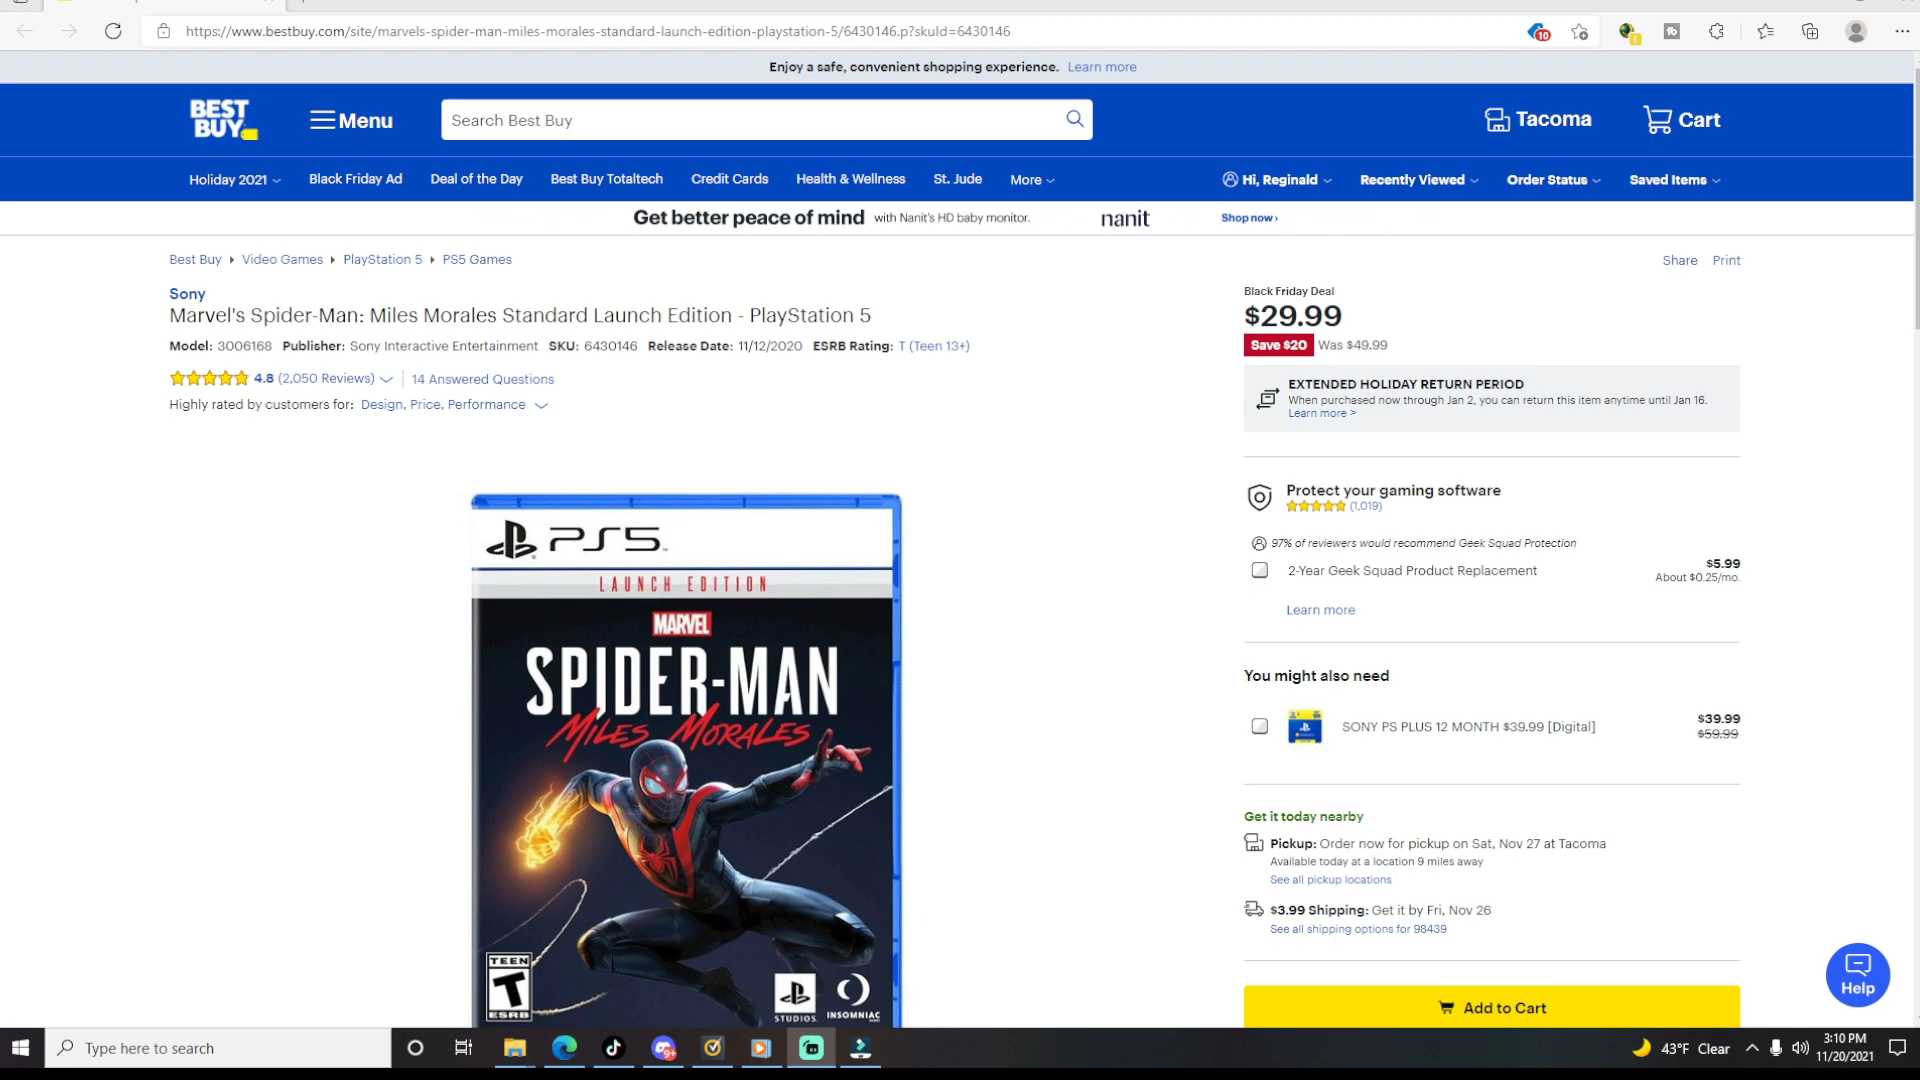 https://www.bestbuy.com/site/marvels-spider-man-miles-morales-standard-launch-edition-playstation-5/6430146.p?skuId=6430146
10
Enjoy a safe, convenient shopping experience. Learn more
BEST BUY
Menu
Search Best Buy
Tacoma
Cart
Holiday 2021
Black Friday Ad
Deal of the Day
Best Buy Totaltech
Credit Cards
Health & Wellness
St. Jude
More
Hi, Reginald
Recently Viewed
Order Status
Saved Items
Get better peace of mind with Nanit's HD baby monitor. nanit Shop now ›
Best Buy Video Games PlayStation 5 PS5 Games
Share Print
Sony
Marvel's Spider-Man: Miles Morales Standard Launch Edition - PlayStation 5
Model: 3006168 Publisher: Sony Interactive Entertainment SKU: 6430146 Release Date: 11/12/2020 ESRB Rating: T (Teen 13+)
4.8 (2,050 Reviews) 14 Answered Questions
Highly rated by customers for: Design, Price, Performance
PS5
LAUNCH EDITION
MARVEL
SPIDER-MAN
MILES MORALES
TEEN
T
ESRB
STUDIOS
INSOMNIAC
Black Friday Deal
$29.99
Save $20 Was $49.99
EXTENDED HOLIDAY RETURN PERIOD
When purchased now through Jan 2, you can return this item anytime until Jan 16.
Learn more >
Protect your gaming software
(1,019)
97% of reviewers would recommend Geek Squad Protection
2-Year Geek Squad Product Replacement
$5.99
About $0.25/mo.
Learn more
You might also need
SONY PS PLUS 12 MONTH $39.99 [Digital]
$39.99
$59.99
Get it today nearby
Pickup: Order now for pickup on Sat, Nov 27 at Tacoma
Available today at a location 9 miles away
See all pickup locations
$3.99 Shipping: Get it by Fri, Nov 26
See all shipping options for 98439
Add to Cart
Help
Type here to search
9+
43°F Clear
3:10 PM
11/20/2021